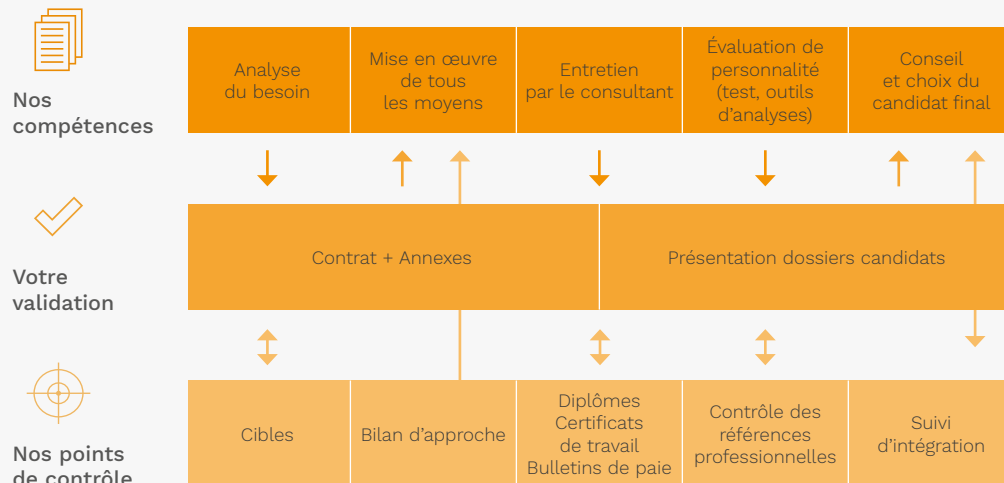 Nos
compétences
Analyse
du besoin
Mise en œuvre
de tous
les moyens
Entretien
par le consultant
Évaluation de
personnalité
(test, outils
d'analyses)
Conseil
et choix du
candidat final
Votre
validation
Contrat + Annexes
Présentation dossiers candidats
Nos points
de contrôle
Cibles
Bilan d'approche
Diplômes
Certificats
de travail
Bulletins de paie
Contrôle des
références
professionnelles
Suivi
d'intégration